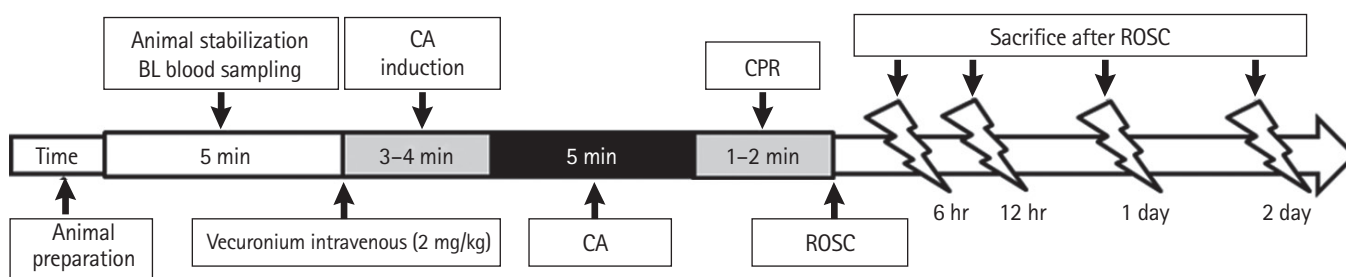 Animal stabilization
BL blood sampling
CA
induction
CPR
Sacrifice after ROSC
Time
5 min
3–4 min
5 min
1–2 min
6 hr
12 hr
1 day
2 day
Animal
preparation
Vecuronium intravenous (2 mg/kg)
CA
ROSC